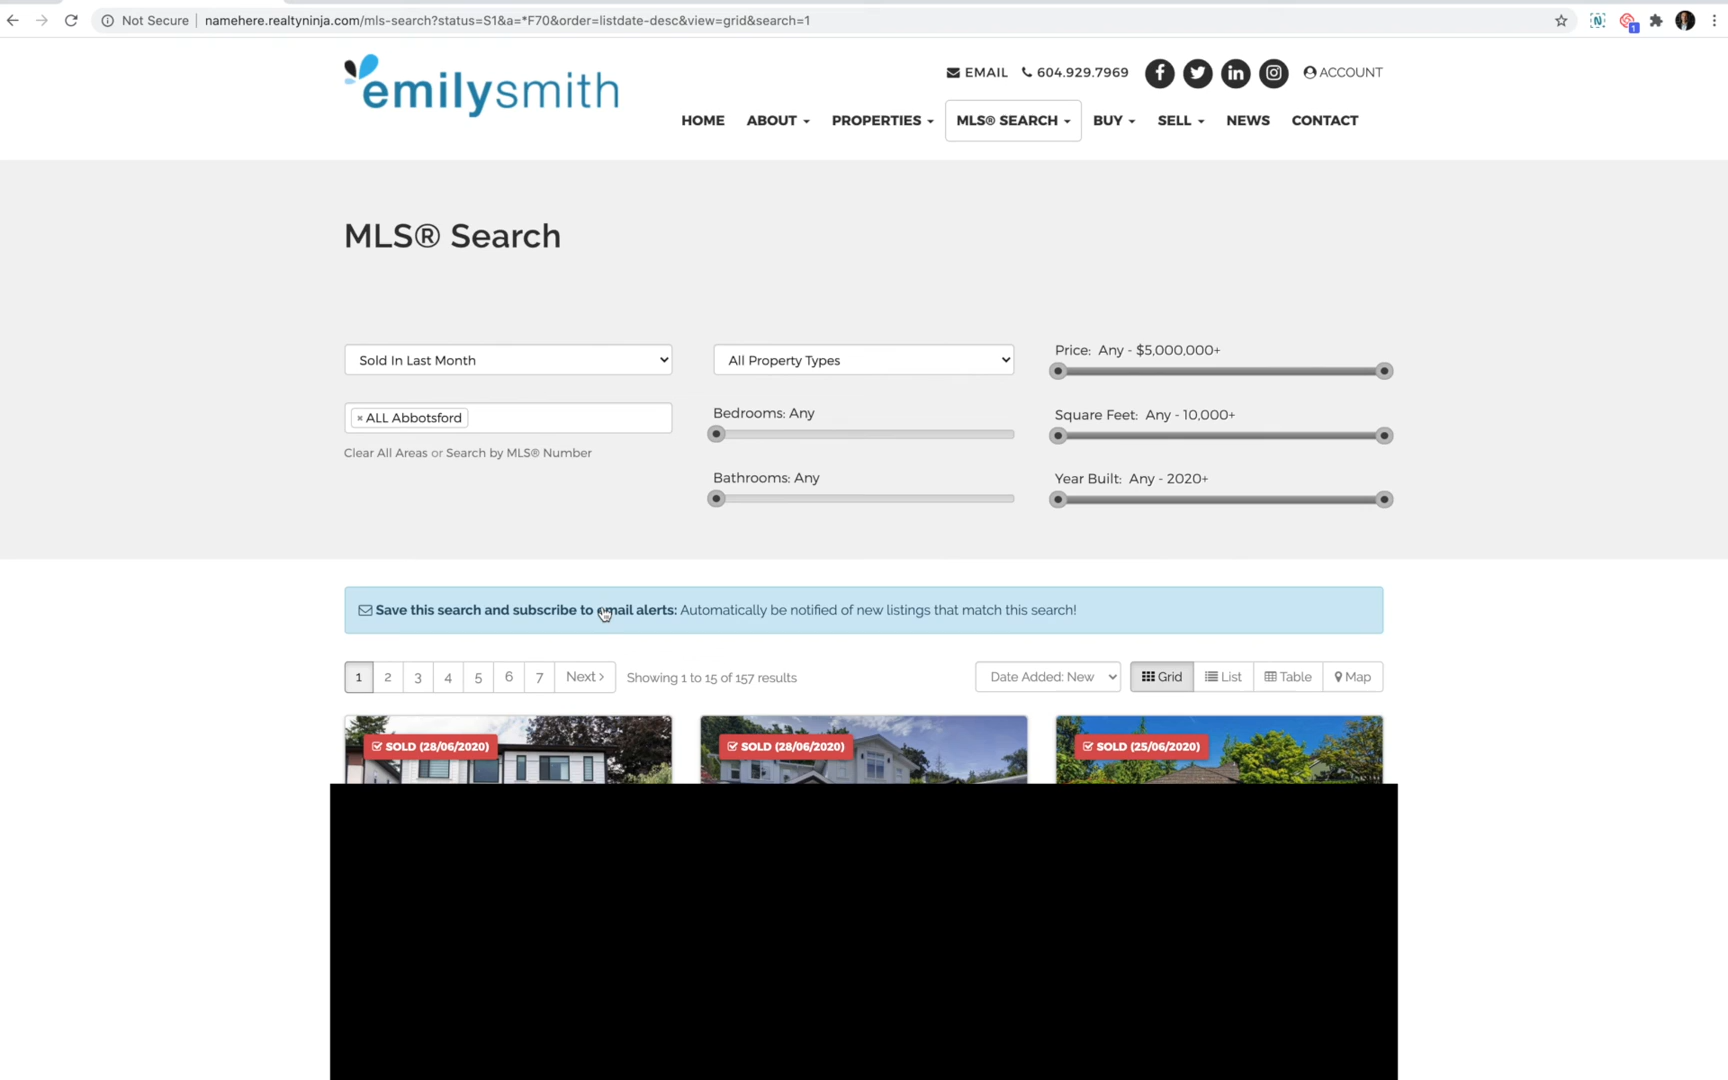 Not Secure namehere.realtyninja.com/mls-search?status=S1&a=*F70&order=listdate-desc&view=grid&search=1
1
emilysmith
EMAIL 604.929.7969 ACCOUNT
HOME ABOUT PROPERTIES MLS® SEARCH BUY SELL NEWS CONTACT
MLS® Search
Sold In Last Month
× ALL Abbotsford
Clear All Areas or Search by MLS® Number
All Property Types
Bedrooms: Any
Bathrooms: Any
Price: Any - $5,000,000+
Square Feet: Any - 10,000+
Year Built: Any - 2020+
Save this search and subscribe to email alerts: Automatically be notified of new listings that match this search!
1 2 3 4 5 6 7 Next › Showing 1 to 15 of 157 results Date Added: New Grid List Table Map
SOLD (28/06/2020) SOLD (28/06/2020) SOLD (25/06/2020)